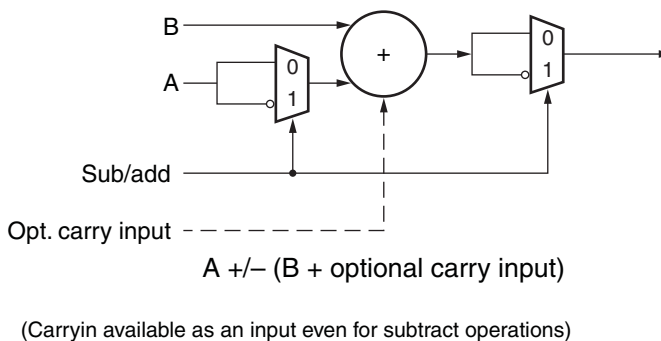 B
A
0
1
+
0
1
Sub/add
Opt. carry input
A +/– (B + optional carry input)
(Carryin available as an input even for subtract operations)